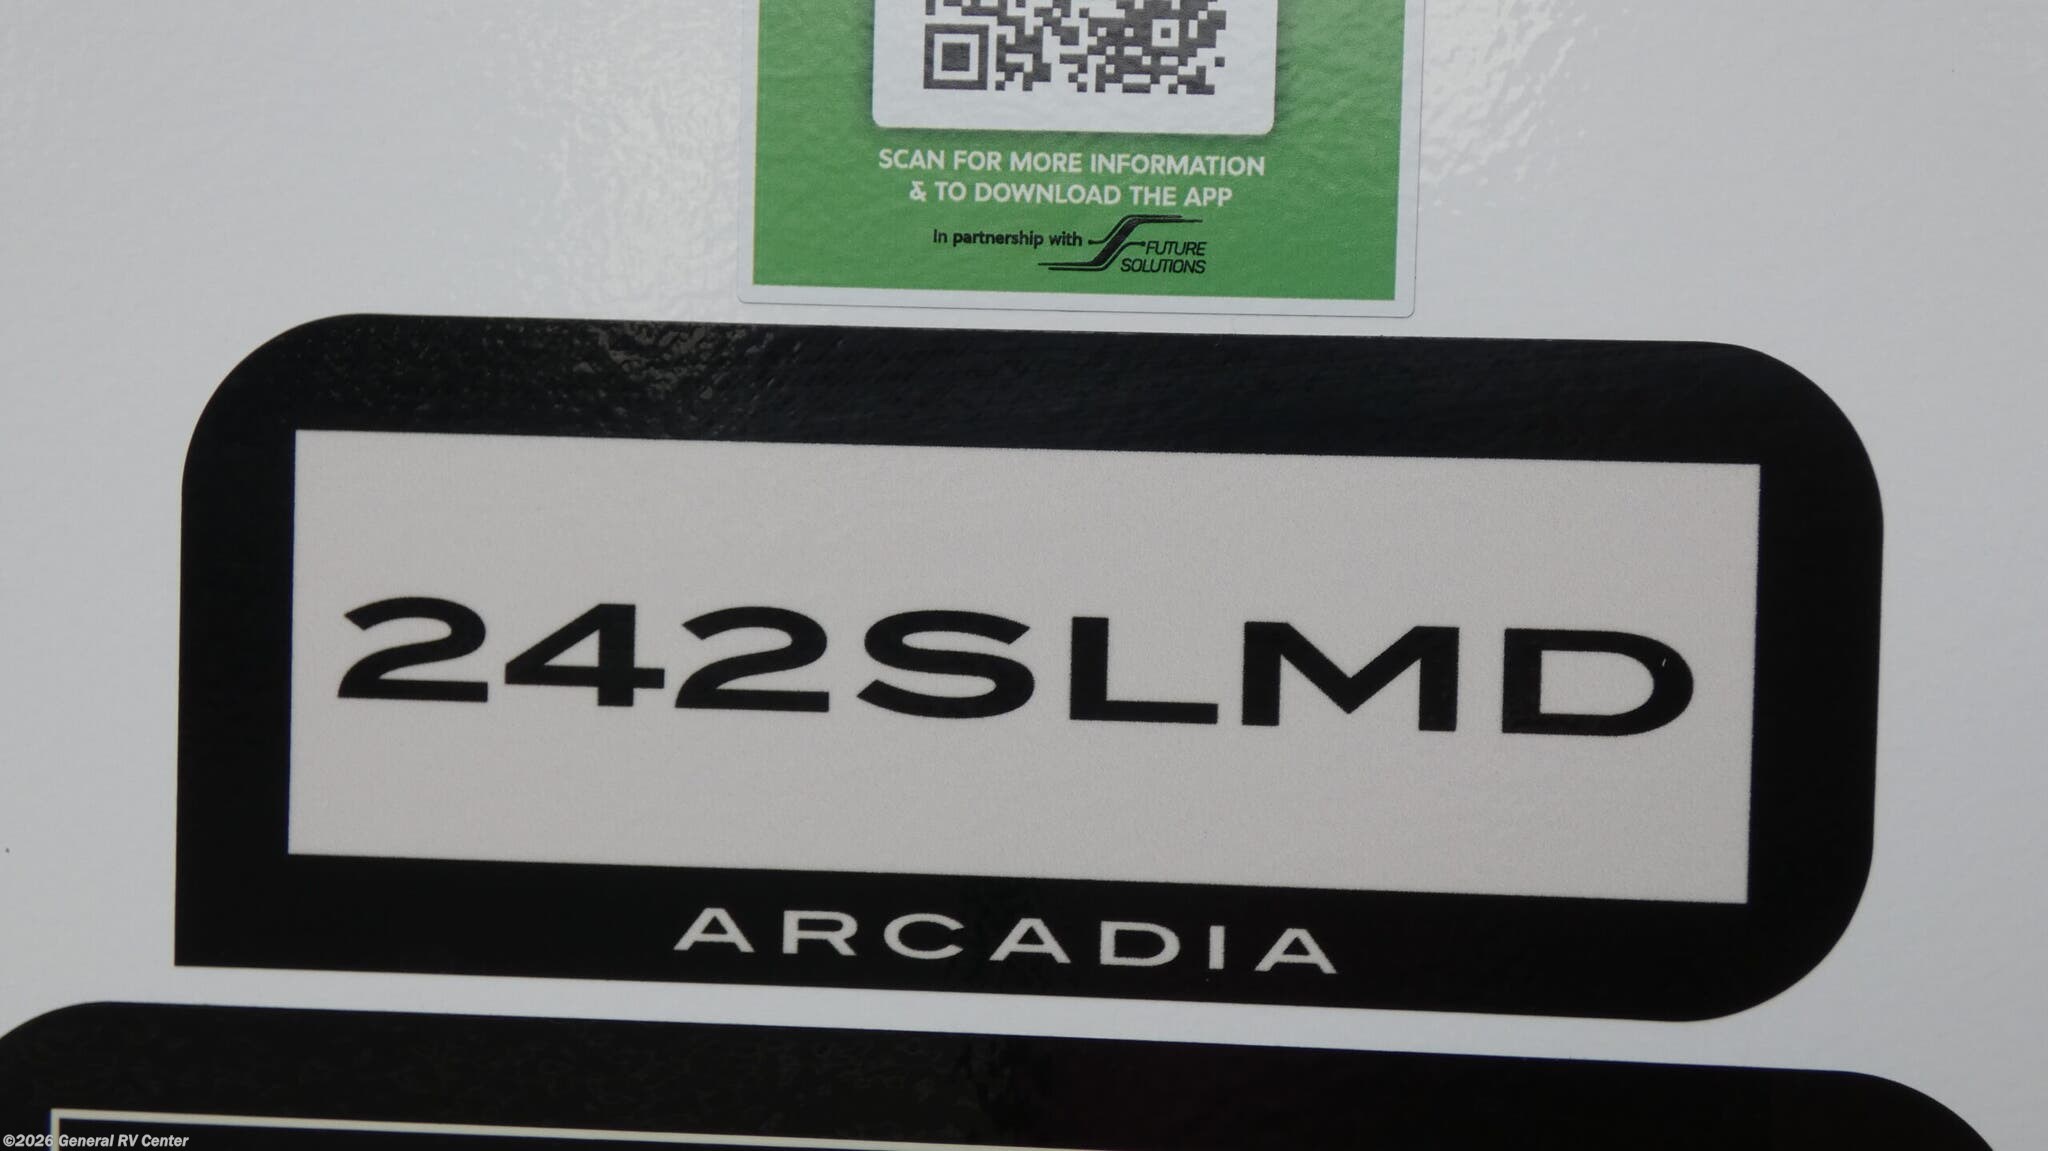 SCAN FOR MORE INFORMATION
& TO DOWNLOAD THE APP
In partnership with FUTURE
SOLUTIONS
242SLMD
ARCADIA
©2026 General RV Center